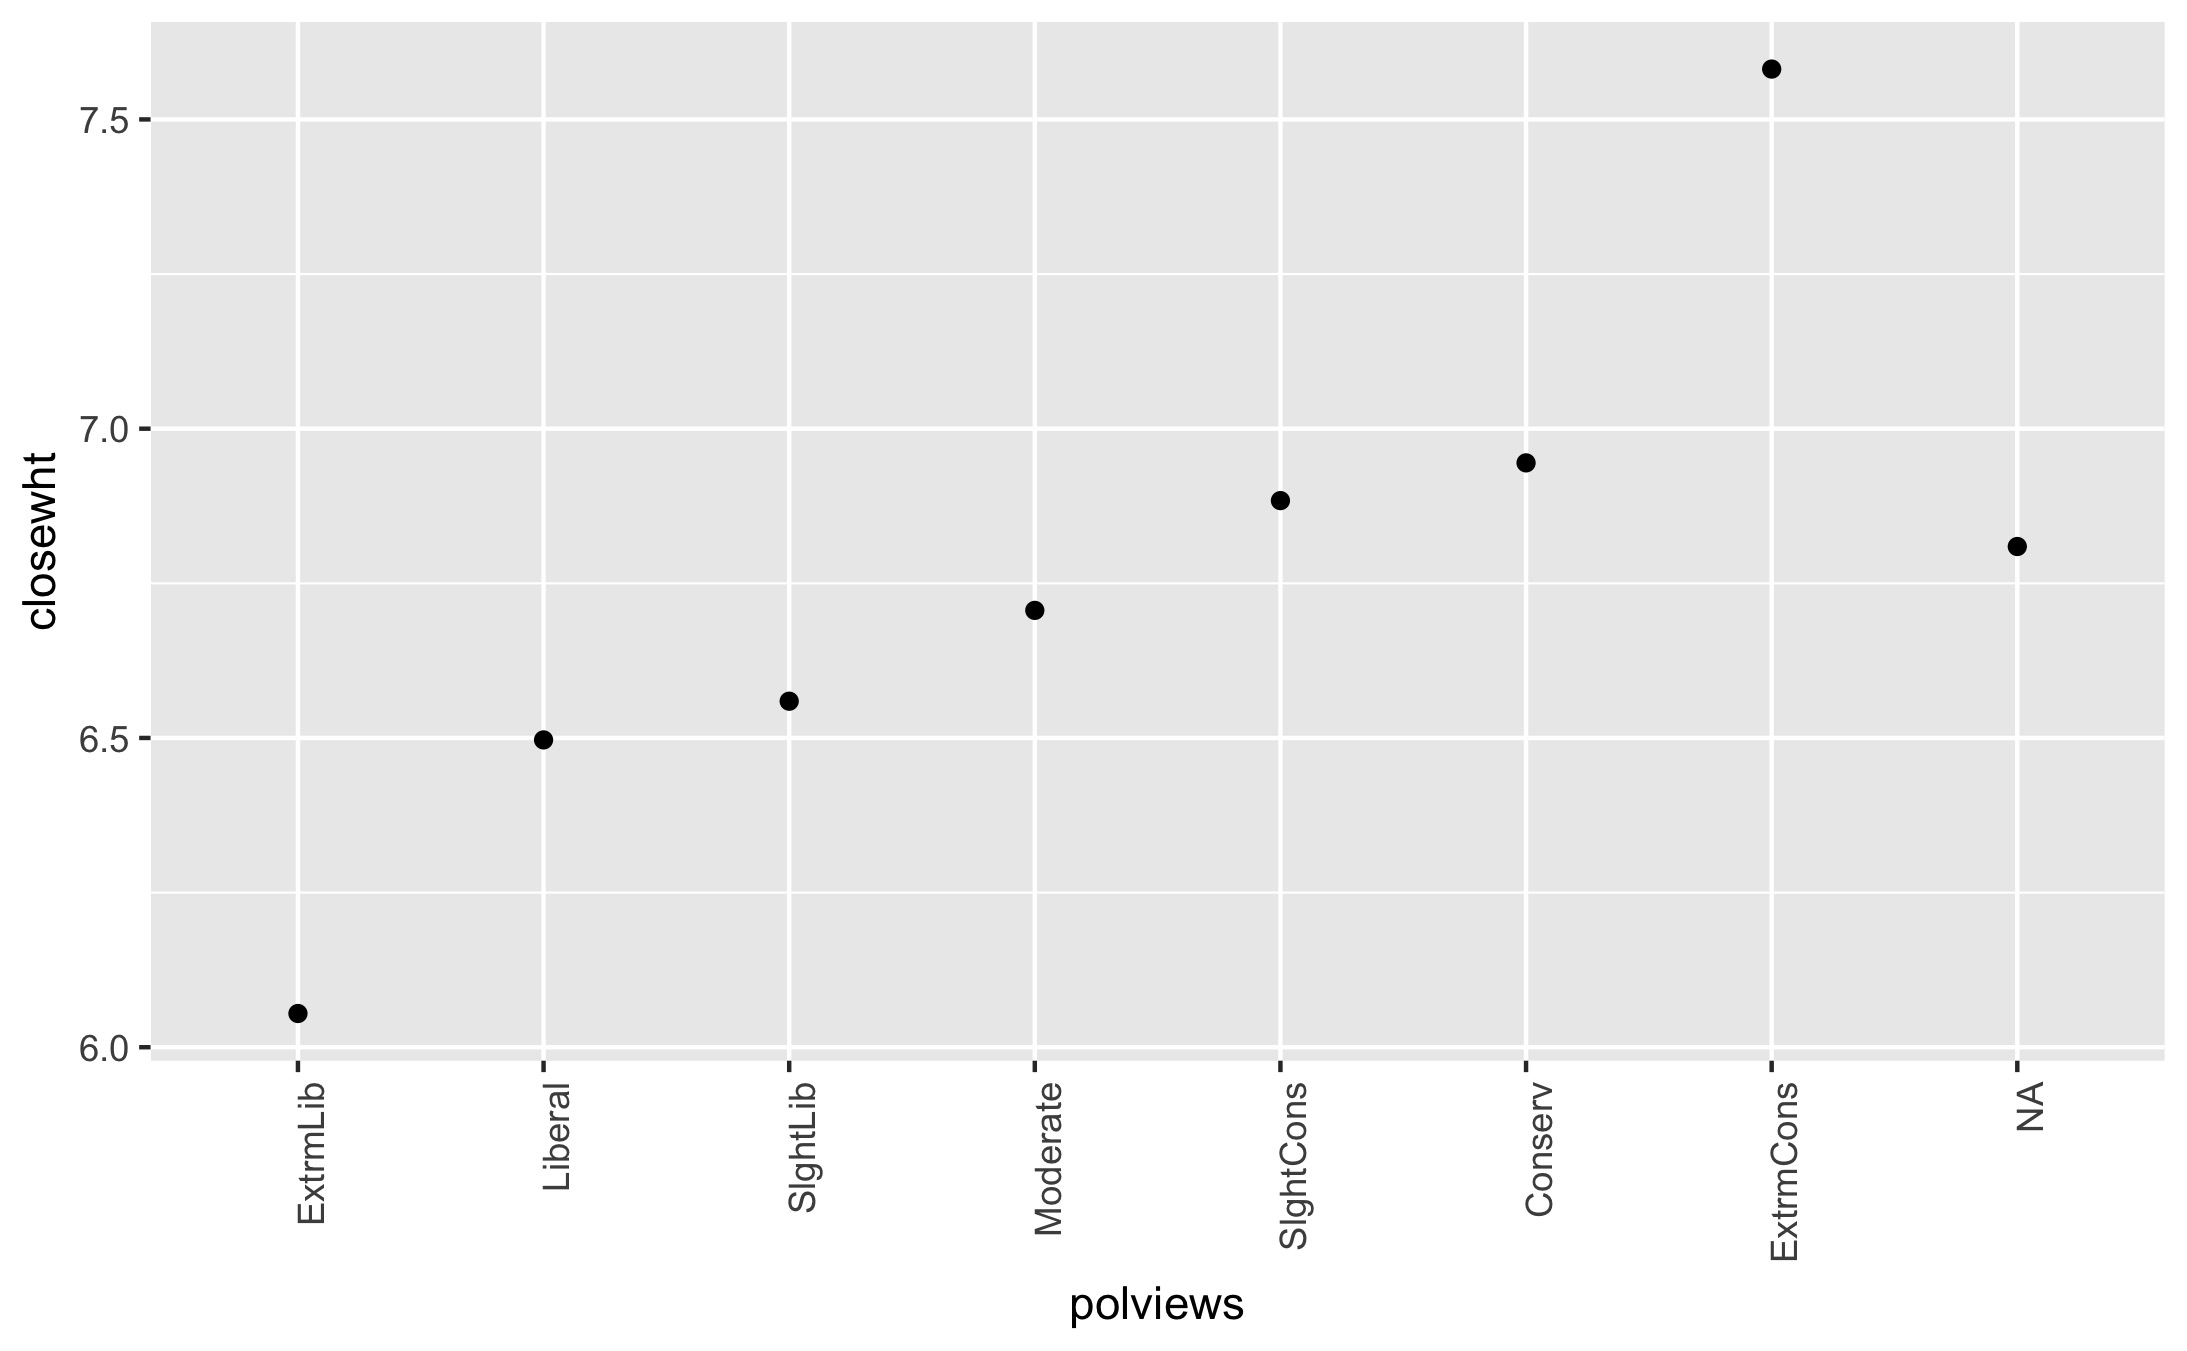 closewht
7.5
7.0
6.5
6.0
ExtrmLib
Liberal
SlghtLib
Moderate
SlghtCons
Conserv
ExtrmCons
NA
polviews